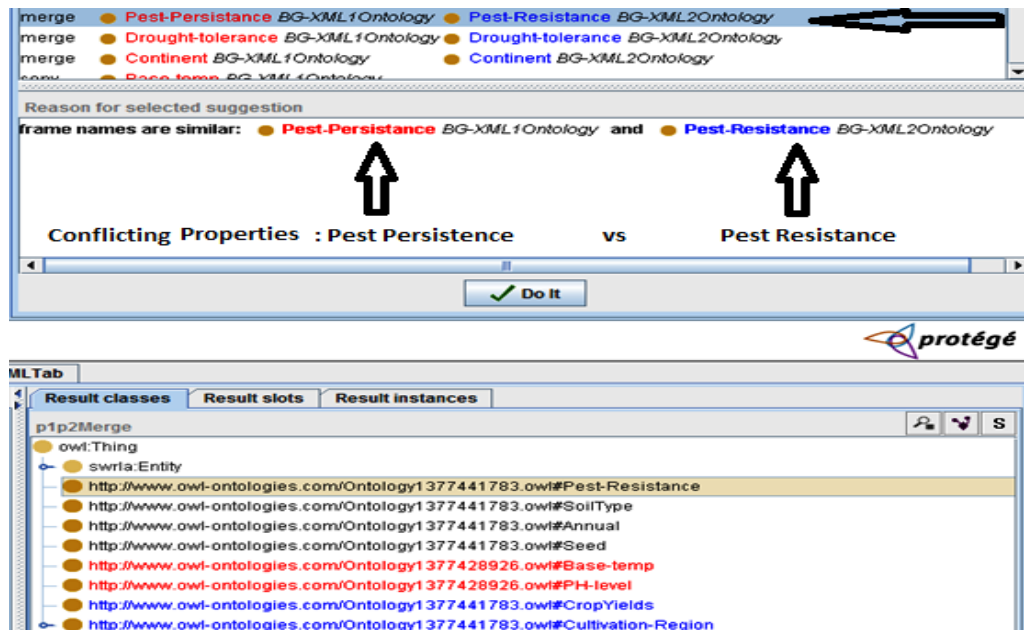 merge Pest-Persistance BG-XML1Ontology Pest-Resistance BG-XML2Ontology
merge Drought-tolerance BG-XML1Ontology Drought-tolerance BG-XML2Ontology
merge Continent BG-XML1Ontology Continent BG-XML2Ontology
copy Base-temp BG-XML1Ontology
Reason for selected suggestion
frame names are similar: Pest-Persistance BG-XML1Ontology and Pest-Resistance BG-XML2Ontology
Conflicting Properties : Pest Persistence vs Pest Resistance
Do It
protégé
MLTab
Result classes Result slots Result instances
p1p2Merge S
owl:Thing
swrla:Entity
http://www.owl-ontologies.com/Ontology1377441783.owl#Pest-Resistance
http://www.owl-ontologies.com/Ontology1377441783.owl#SoilType
http://www.owl-ontologies.com/Ontology1377441783.owl#Annual
http://www.owl-ontologies.com/Ontology1377441783.owl#Seed
http://www.owl-ontologies.com/Ontology1377428926.owl#Base-temp
http://www.owl-ontologies.com/Ontology1377428926.owl#PH-level
http://www.owl-ontologies.com/Ontology1377441783.owl#CropYields
http://www.owl-ontologies.com/Ontology1377441783.owl#Cultivation-Region